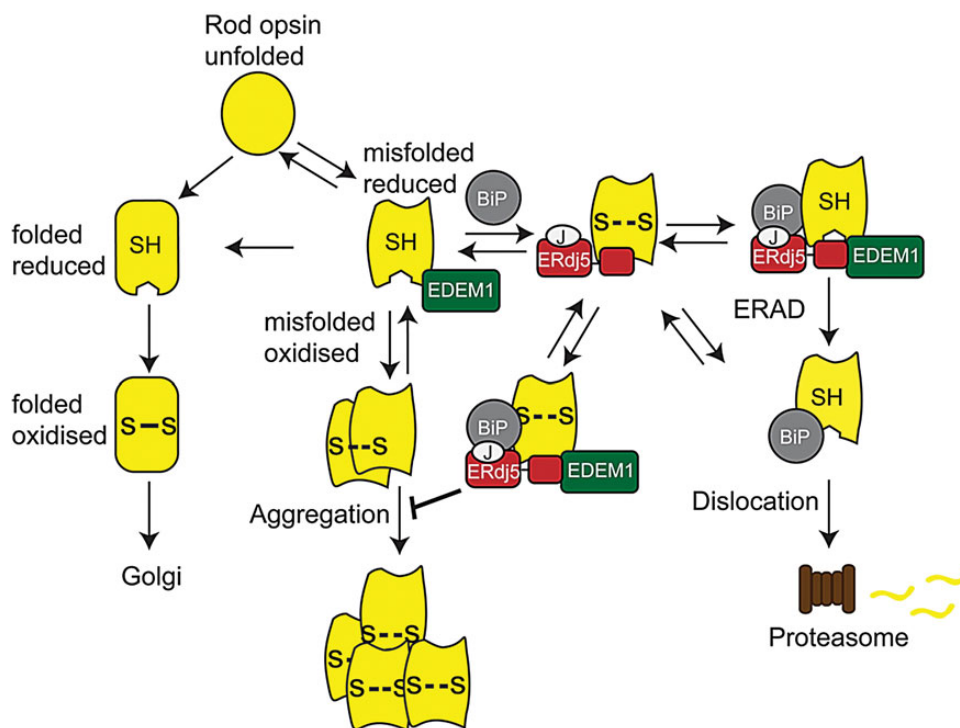 Rod opsin
unfolded
misfolded
reduced
BiP
S--S
J
ERdj5
BiP
SH
J
ERdj5
EDEM1
folded
reduced
SH
SH
EDEM1
ERAD
misfolded
oxidised
folded
oxidised
S–S
S--S
BiP
S--S
J
ERdj5
EDEM1
SH
BiP
Aggregation
Dislocation
Golgi
Proteasome
S--S
S-
S--S
S--S